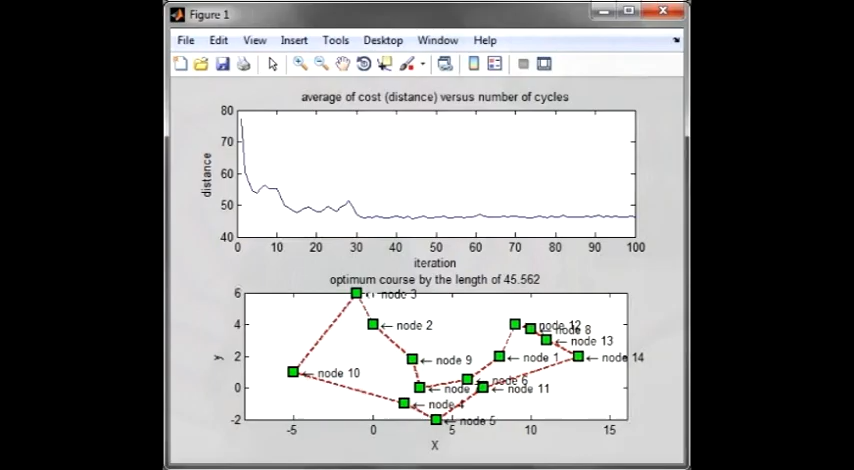 Figure 1
File Edit View Insert Tools Desktop Window Help
average of cost (distance) versus number of cycles
80
70
60
50
40
distance
0 10 20 30 40 50 60 70 80 90 100
iteration
optimum course by the length of 45.562
6
4
2
0
-2
y
← node 3
← node 2
← node 12
← node 8
← node 13
← node 9
← node 1
← node 14
← node 10
← node 6
← node
← node 11
← node 4
← node 5
-5 0 5 10 15
X